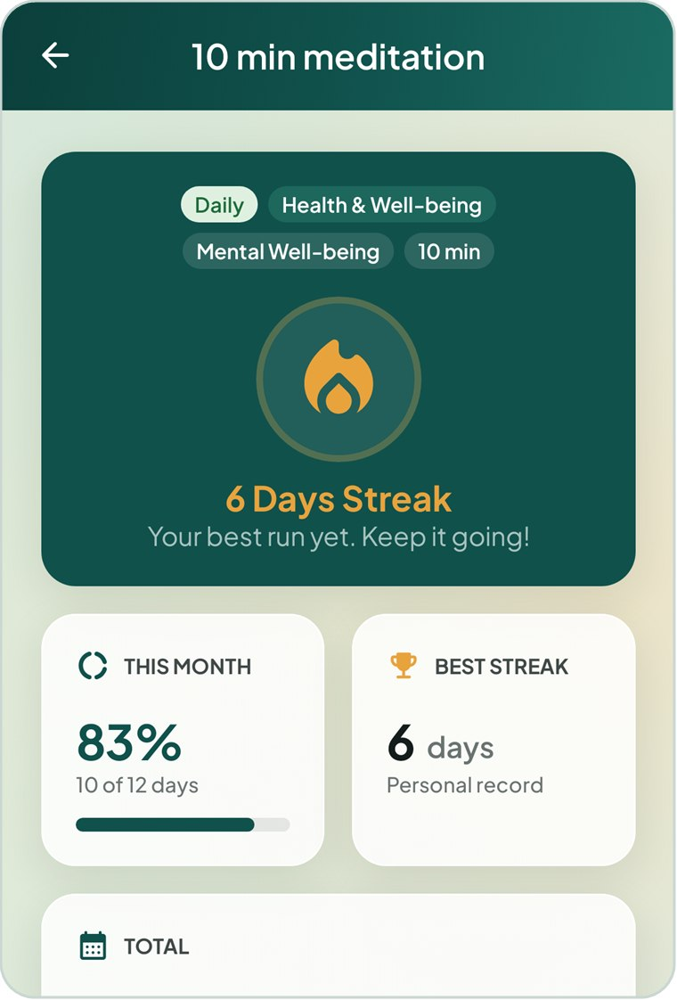 10 min meditation
Daily
Health & Well-being
Mental Well-being
10 min
6 Days Streak
Your best run yet. Keep it going!
THIS MONTH
83%
10 of 12 days
BEST STREAK
6 days
Personal record
TOTAL